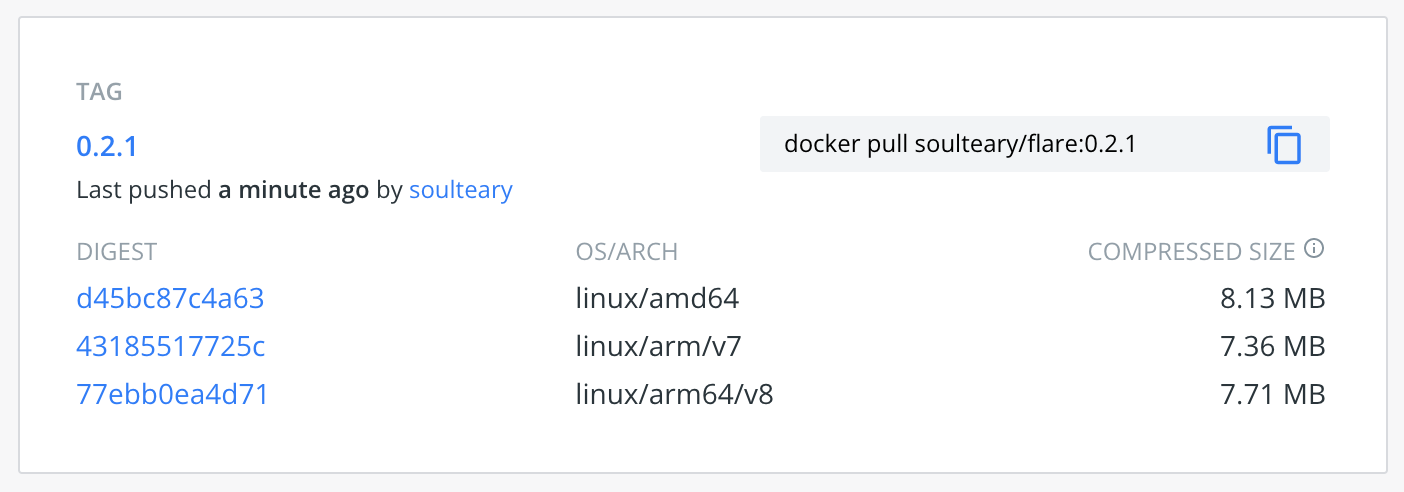 TAG
0.2.1
docker pull soulteary/flare:0.2.1
Last pushed a minute ago by soulteary
DIGEST OS/ARCH COMPRESSED SIZE
d45bc87c4a63 linux/amd64 8.13 MB
43185517725c linux/arm/v7 7.36 MB
77ebb0ea4d71 linux/arm64/v8 7.71 MB